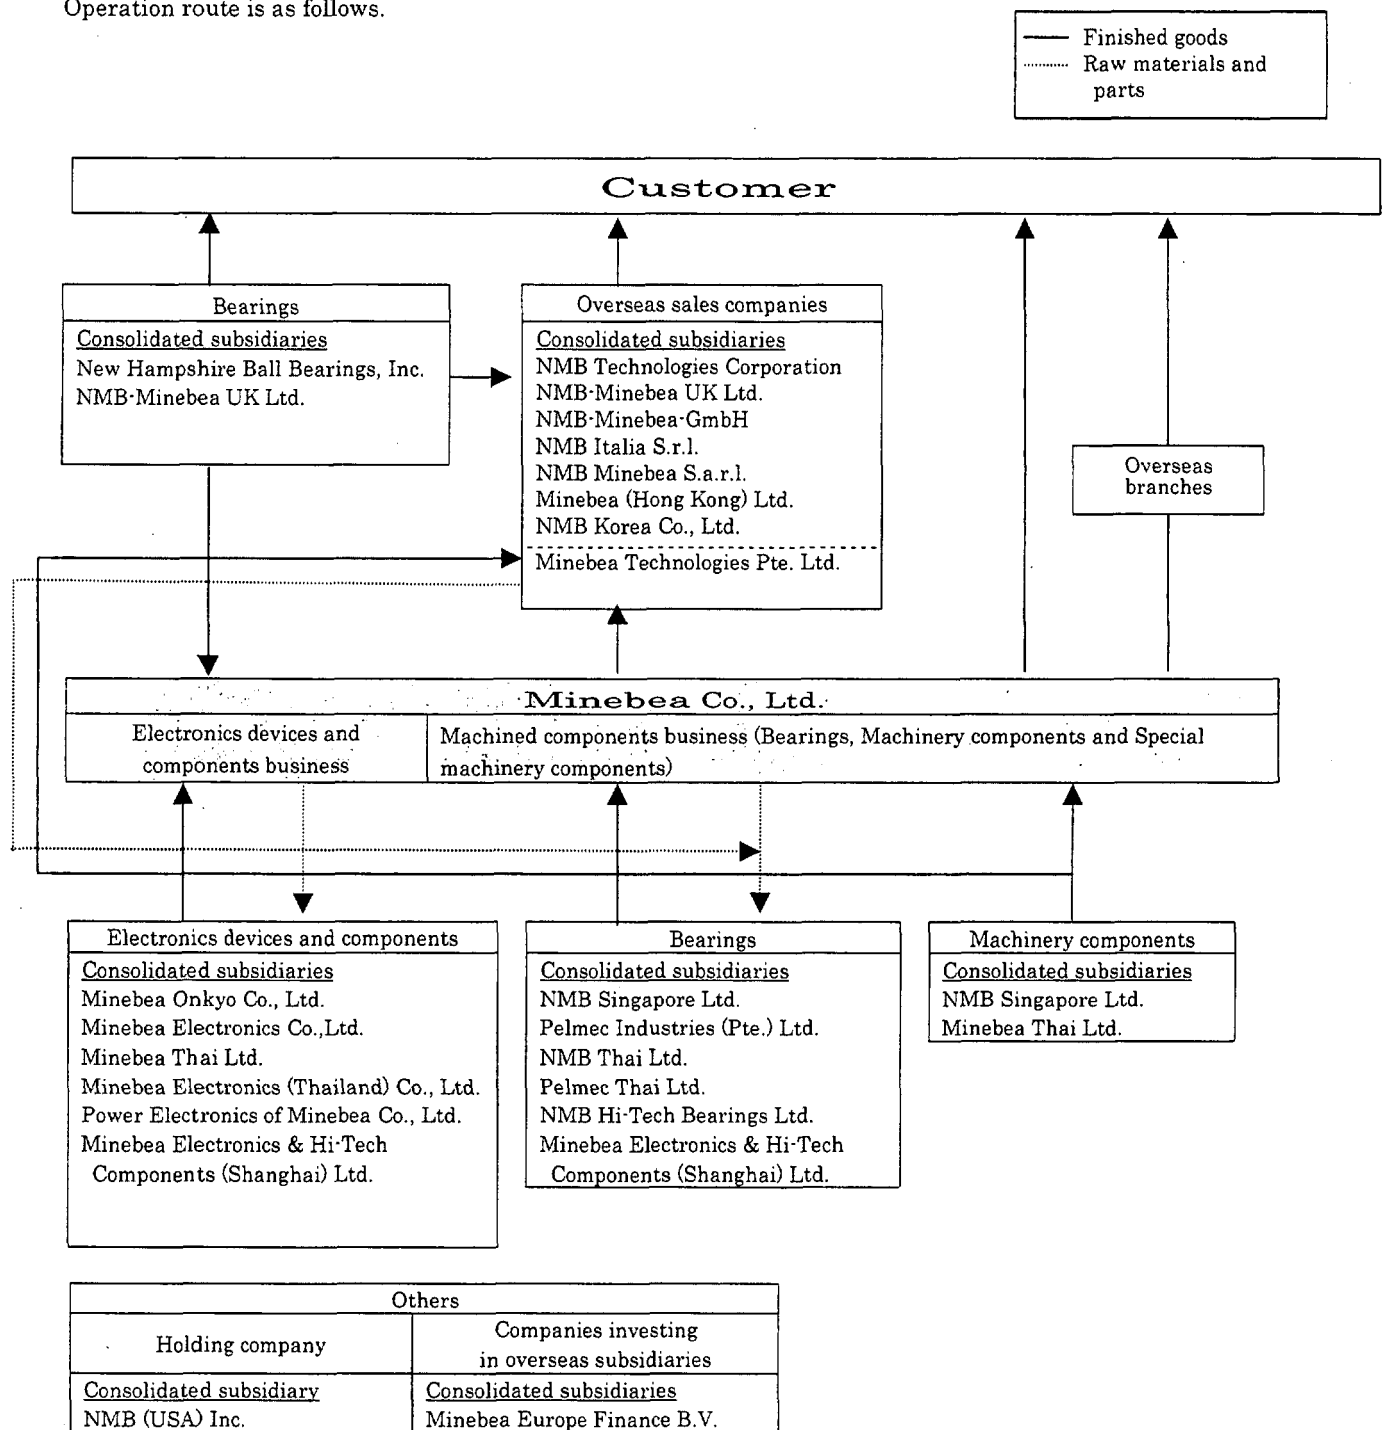 Operation route is as follows.
Finished goods
Raw materials and
parts
Customer
Bearings
Consolidated subsidiaries
New Hampshire Ball Bearings, Inc.
NMB-Minebea UK Ltd.
Overseas sales companies
Consolidated subsidiaries
NMB Technologies Corporation
NMB-Minebea UK Ltd.
NMB-Minebea-GmbH
NMB Italia S.r.l.
NMB Minebea S.a.r.l.
Minebea (Hong Kong) Ltd.
NMB Korea Co., Ltd.
Minebea Technologies Pte. Ltd.
Overseas
branches
Minebea Co., Ltd.
Electronics devices and
components business
Machined components business (Bearings, Machinery components and Special
machinery components)
Electronics devices and components
Consolidated subsidiaries
Minebea Onkyo Co., Ltd.
Minebea Electronics Co.,Ltd.
Minebea Thai Ltd.
Minebea Electronics (Thailand) Co., Ltd.
Power Electronics of Minebea Co., Ltd.
Minebea Electronics & Hi-Tech
Components (Shanghai) Ltd.
Bearings
Consolidated subsidiaries
NMB Singapore Ltd.
Pelmec Industries (Pte.) Ltd.
NMB Thai Ltd.
Pelmec Thai Ltd.
NMB Hi-Tech Bearings Ltd.
Minebea Electronics & Hi-Tech
Components (Shanghai) Ltd.
Machinery components
Consolidated subsidiaries
NMB Singapore Ltd.
Minebea Thai Ltd.
Others
Holding company
Companies investing
in overseas subsidiaries
Consolidated subsidiary
NMB (USA) Inc.
Consolidated subsidiaries
Minebea Europe Finance B.V.